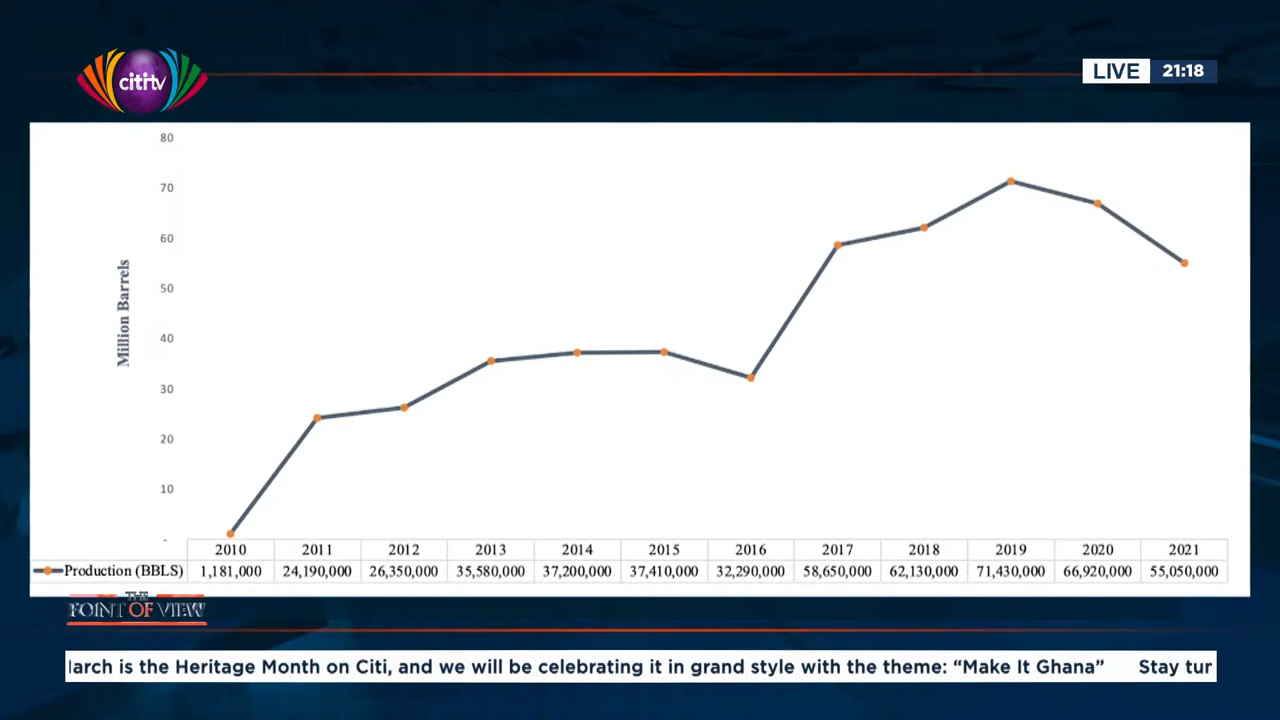 cititv
LIVE 21:18
80
70
60
50
40
30
20
10
-
Million Barrels
2010 2011 2012 2013 2014 2015 2016 2017 2018 2019 2020 2021
Production (BBLS) 1,181,000 24,190,000 26,350,000 35,580,000 37,200,000 37,410,000 32,290,000 58,650,000 62,130,000 71,430,000 66,920,000 55,050,000
THE
POINT OF VIEW
arch is the Heritage Month on Citi, and we will be celebrating it in grand style with the theme: “Make It Ghana” Stay tur